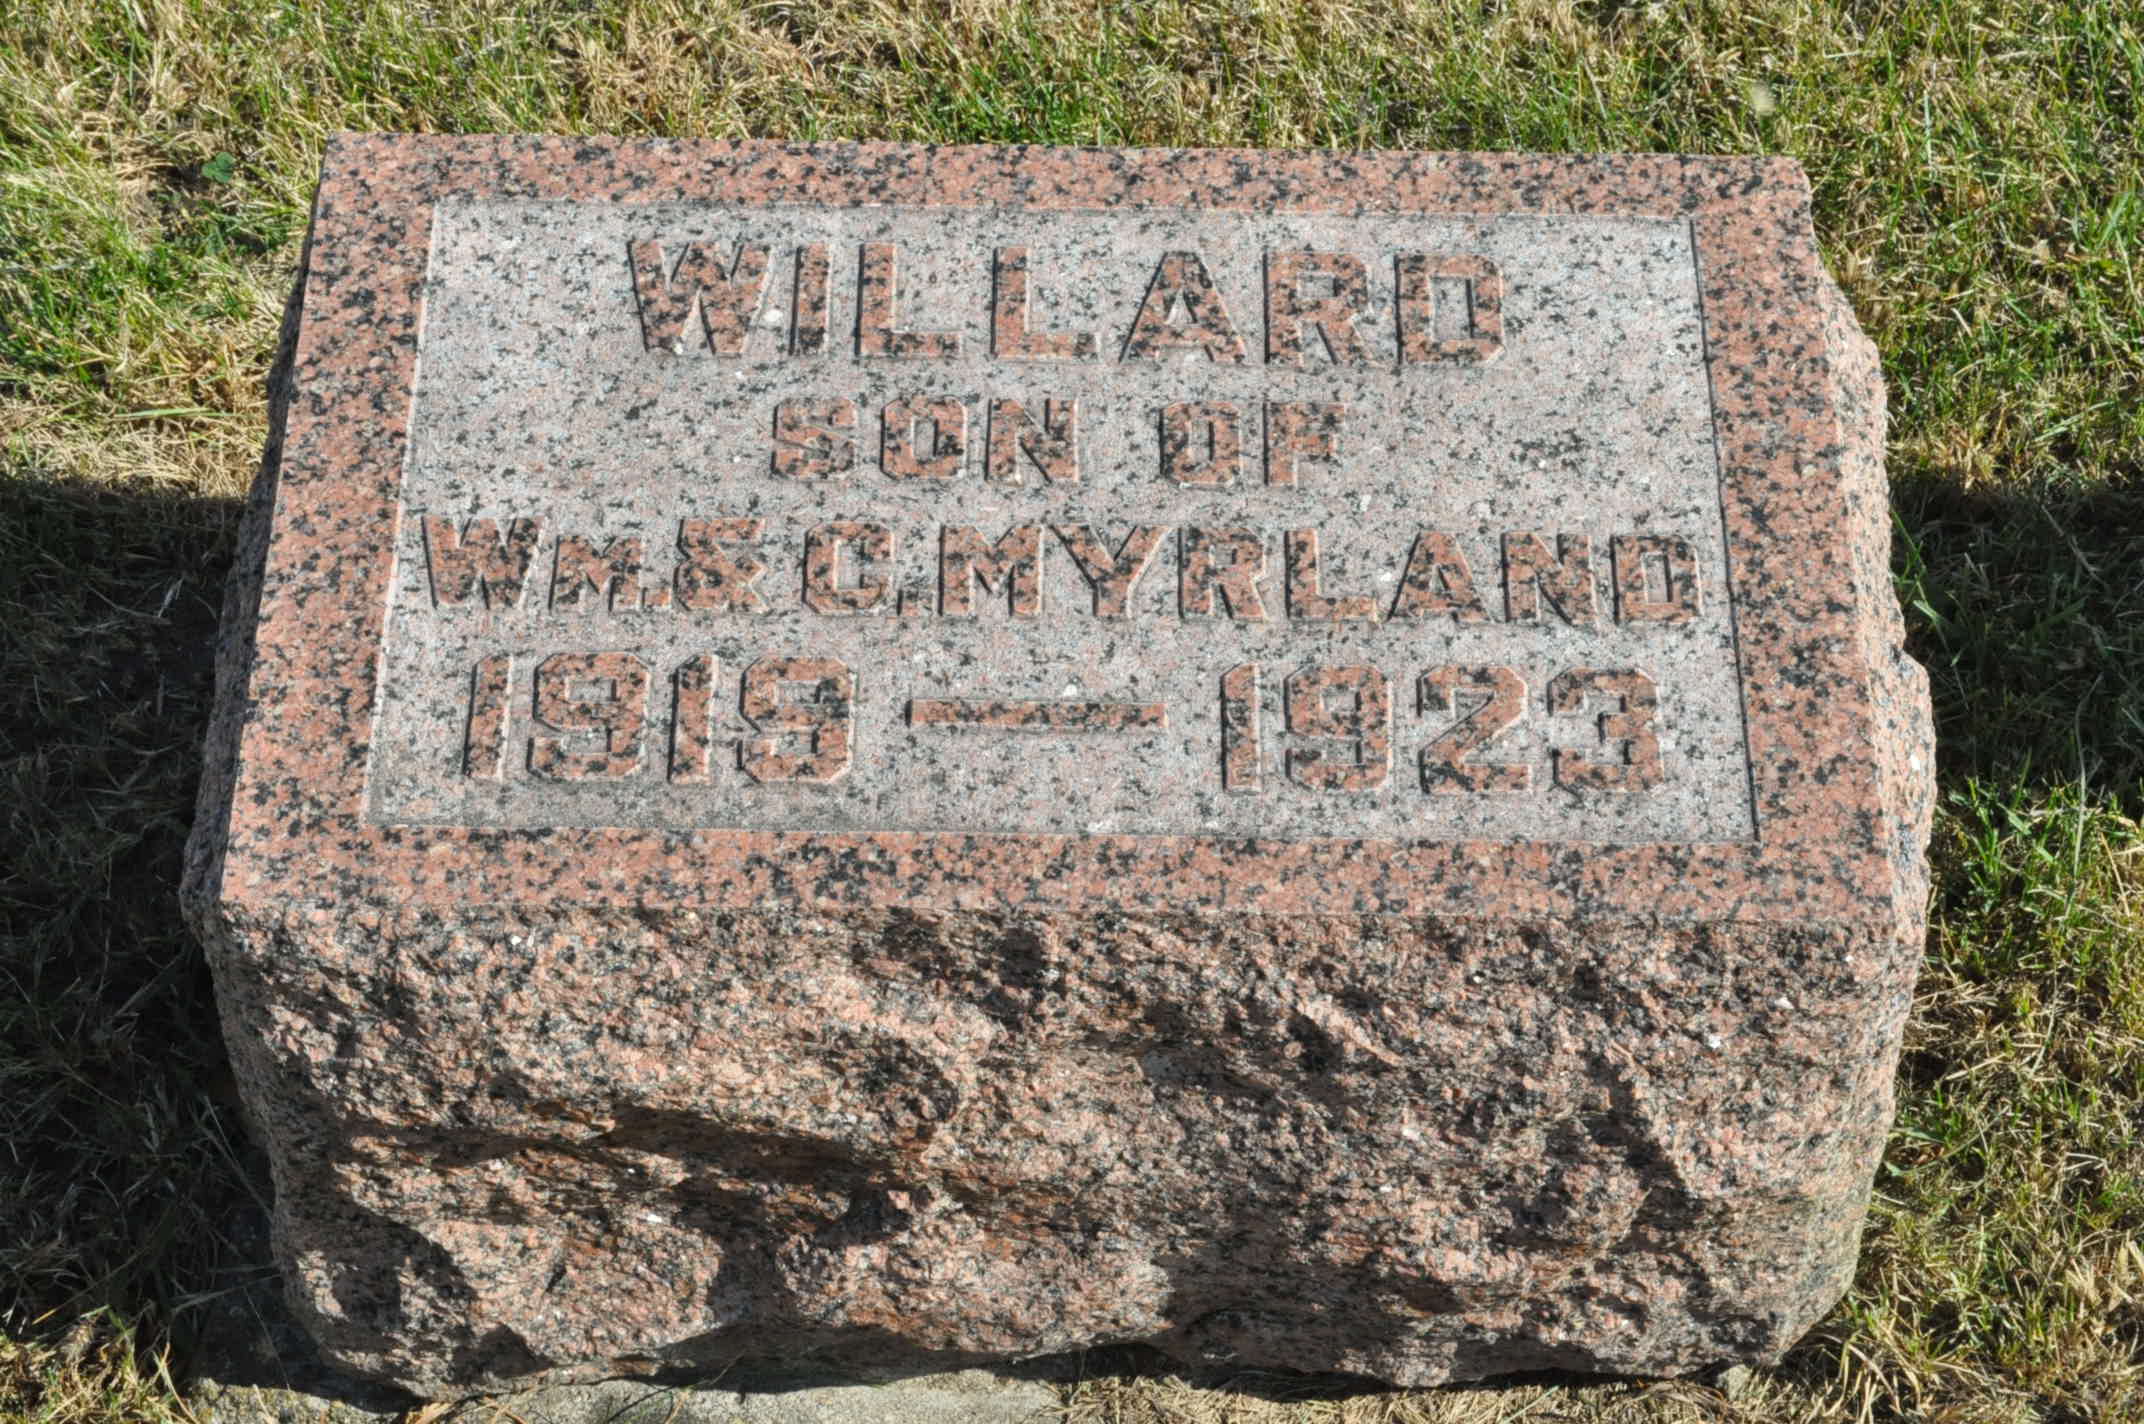 WILLARD
SON OF
WM. & C. MYRLAND
1919 — 1923